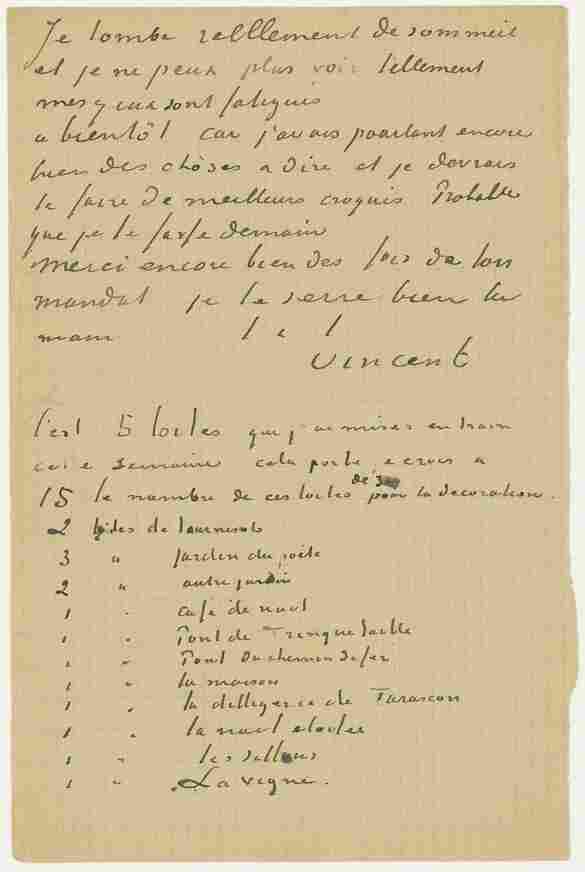 Je tombe telllement de sommeil
et je ne peux plus voir tellement
mes yeux sont fatigués
a bientôt car j'avais pourtant encore
bien des choses a dire et je devrais
te faire de meilleurs croquis Probable
que je le fasse demain
Merci encore bien des fois de ton
mandat je te serre bien la
main t. à t.
Vincent
C'est 5 toiles que j'ai mises en train
cette semaine cela porte je crois a
15 le nombre de ces toiles de 30 pour la decoration.
2 toiles de tournesols
3 " jardin du poète
2 " autre jardin
1 " café de nuit
1 " Pont de Trinquetaille
1 " Pont du chemin de fer
1 " la maison
1 " la dilligence de Tarascon
1 " la nuit etoilée
1 " les sillons
1 " La vigne.